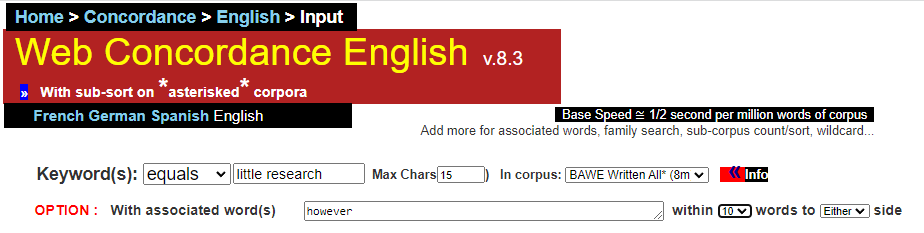 Home > Concordance > English > Input
Web Concordance English v.8.3
» With sub-sort on *asterisked* corpora
French German Spanish English
Base Speed ≅ 1/2 second per million words of corpus
Add more for associated words, family search, sub-corpus count/sort, wildcard...
Keyword(s): equals little research Max Chars 15 ) In corpus: BAWE Written All* (8m « Info
OPTION : With associated word(s) however within 10 words to Either side